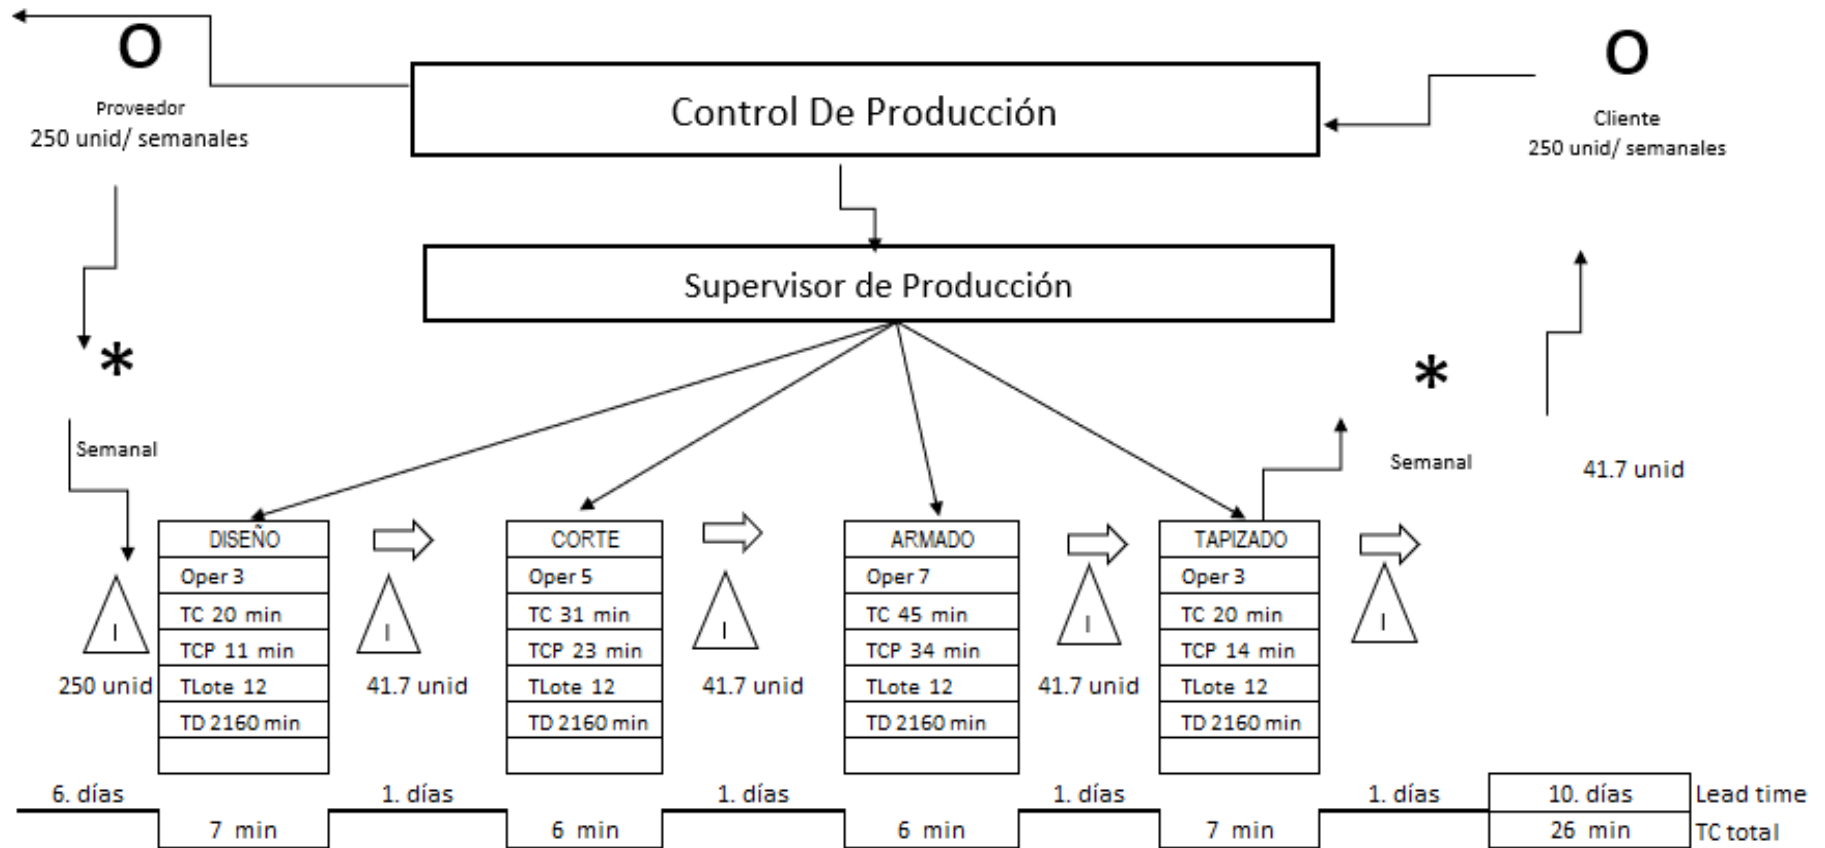 O
Proveedor
250 unid/ semanales
Control De Producción
O
Cliente
250 unid/ semanales
Supervisor de Producción
*
Semanal
*
Semanal
41.7 unid
I
250 unid
DISEÑO
Oper 3
TC 20 min
TCP 11 min
TLote 12
TD 2160 min
I
41.7 unid
CORTE
Oper 5
TC 31 min
TCP 23 min
TLote 12
TD 2160 min
I
41.7 unid
ARMADO
Oper 7
TC 45 min
TCP 34 min
TLote 12
TD 2160 min
I
41.7 unid
TAPIZADO
Oper 3
TC 20 min
TCP 14 min
TLote 12
TD 2160 min
I
6. días
1. días
1. días
1. días
1. días
10. días
Lead time
7 min
6 min
6 min
7 min
26 min
TC total